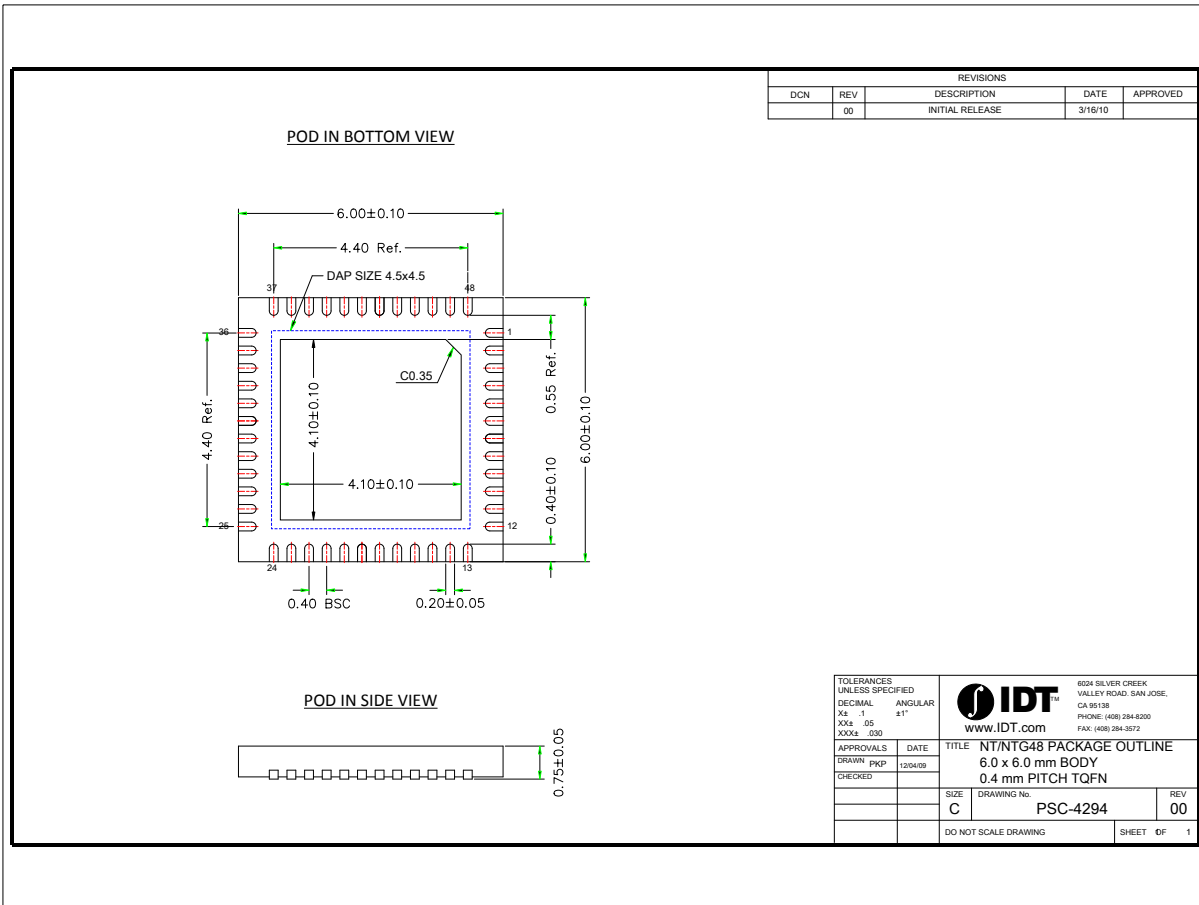 REVISIONS
DCN REV DESCRIPTION DATE APPROVED
00 INITIAL RELEASE 3/16/10
POD IN BOTTOM VIEW
6.00±0.10
4.40 Ref.
DAP SIZE 4.5x4.5
37 48
36 1
C0.35
0.55 Ref.
4.40 Ref.
4.10±0.10
6.00±0.10
4.10±0.10
0.40±0.10
25 12
24 13
0.40 BSC 0.20±0.05
POD IN SIDE VIEW
0.75±0.05
TOLERANCES
UNLESS SPECIFIED
DECIMAL ANGULAR
X± .1 ±1°
XX± .05
XXX± .030
IDT™
www.IDT.com
6024 SILVER CREEK
VALLEY ROAD. SAN JOSE,
CA 95138
PHONE: (408) 284-8200
FAX: (408) 284-3572
APPROVALS DATE
DRAWN PKP 12/04/09
CHECKED
TITLE NT/NTG48 PACKAGE OUTLINE
6.0 x 6.0 mm BODY
0.4 mm PITCH TQFN
SIZE DRAWING No. REV
C PSC-4294 00
DO NOT SCALE DRAWING SHEET OF 1